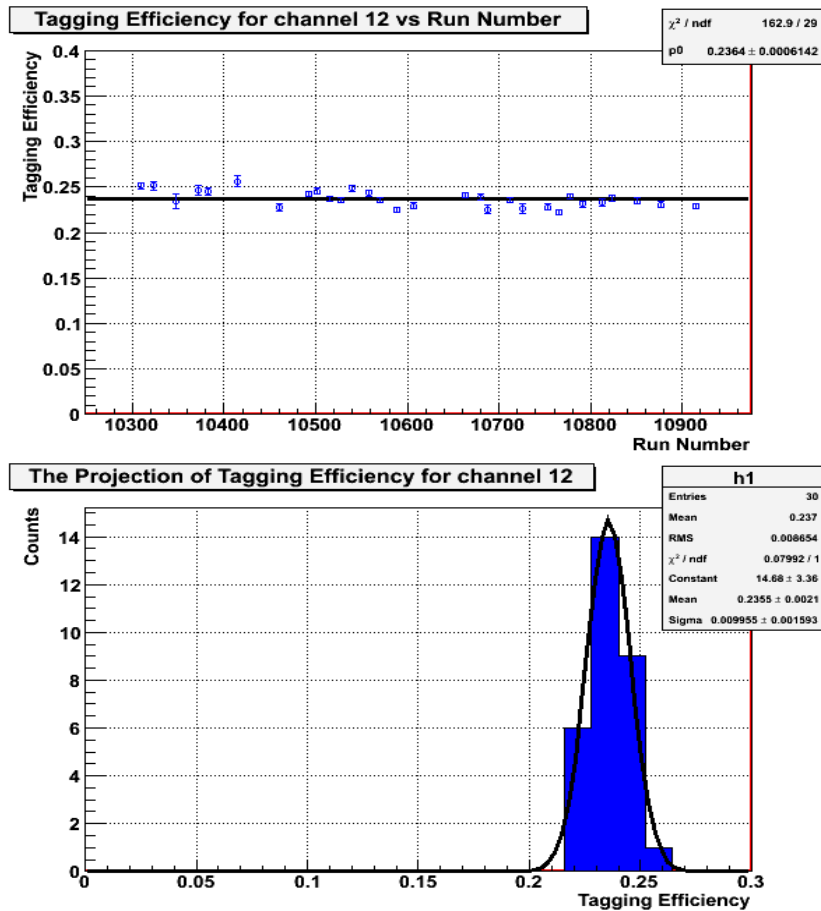 Tagging Efficiency for channel 12 vs Run Number
χ² / ndf 162.9 / 29
p0 0.2364 ± 0.0006142
Tagging Efficiency
0.4
0.35
0.3
0.25
0.2
0.15
0.1
0.05
0
10300 10400 10500 10600 10700 10800 10900
Run Number
The Projection of Tagging Efficiency for channel 12
h1
Entries 30
Mean 0.237
RMS 0.008654
χ² / ndf 0.07992 / 1
Constant 14.68 ± 3.36
Mean 0.2355 ± 0.0021
Sigma 0.009955 ± 0.001593
Counts
14
12
10
8
6
4
2
0
0 0.05 0.1 0.15 0.2 0.25 0.3
Tagging Efficiency